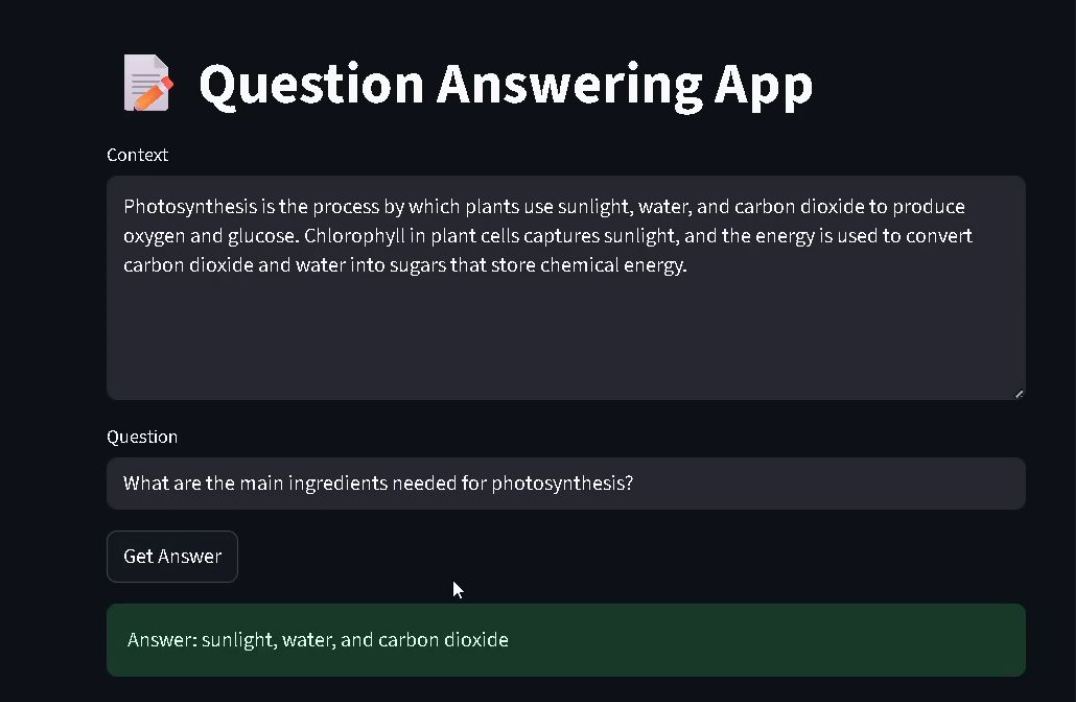 Question Answering App
Context
Photosynthesis is the process by which plants use sunlight, water, and carbon dioxide to produce
oxygen and glucose. Chlorophyll in plant cells captures sunlight, and the energy is used to convert
carbon dioxide and water into sugars that store chemical energy.
Question
What are the main ingredients needed for photosynthesis?
Get Answer
Answer: sunlight, water, and carbon dioxide